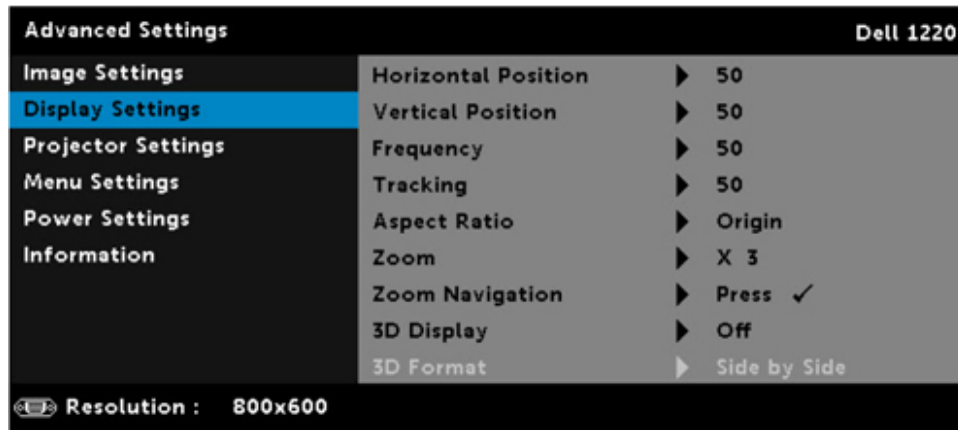 Advanced Settings Dell 1220
Image Settings
Display Settings
Projector Settings
Menu Settings
Power Settings
Information
Horizontal Position 50
Vertical Position 50
Frequency 50
Tracking 50
Aspect Ratio Origin
Zoom X 3
Zoom Navigation Press ✓
3D Display Off
3D Format Side by Side
Resolution : 800x600